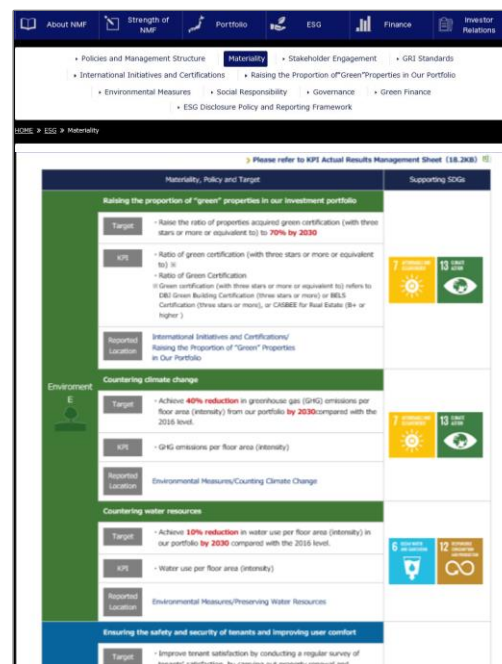 About NMF
Strength of
NMF
Portfolio
ESG
Finance
Investor
Relations
Policies and Management Structure
Materiality
Stakeholder Engagement
GRI Standards
International Initiatives and Certifications
Raising the Proportion of"Green"Properties in Our Portfolio
Environmental Measures
Social Responsibility
Governance
Green Finance
ESG Disclosure Policy and Reporting Framework
HOME » ESG » Materiality
Please refer to KPI Actual Results Management Sheet (18.2KB)
Materiality, Policy and Target
Supporting SDGs
Enviroment
E
Raising the proportion of "green" properties in our investment portfolio
Target
- Raise the ratio of properties acquired green certification (with three
stars or more or equivalent to) to 70% by 2030
KPI
- Ratio of green certification (with three stars or more or equivalent
to) ※
- Ratio of Green Certification
※Green certification (with three stars or more or equivalent to) refers to
DBJ Green Building Certification (three stars or more) or BELS
Certification (three stars or more), or CASBEE for Real Estate (B+ or
higher )
Reported
Location
International Initiatives and Certifications/
Raising the Proportion of "Green" Properties
in Our Portfolio
7
13 CLIMATE
ACTION
Countering climate change
Target
- Achieve 40% reduction in greenhouse gas (GHG) emissions per
floor area (intensity) from our portfolio by 2030compared with the
2016 level.
KPI
- GHG emissions per floor area (intensity)
Reported
Location
Environmental Measures/Counting Climate Change
7
13 CLIMATE
ACTION
Countering water resources
Target
- Achieve 10% reduction in water use per floor area (intensity) in
our portfolio by 2030 compared with the 2016 level.
KPI
- Water use per floor area (intensity)
Reported
Location
Environmental Measures/Preserving Water Resources
6
12
Ensuring the safety and security of tenants and improving user comfort
Target
- Improve tenant satisfaction by conducting a regular survey of